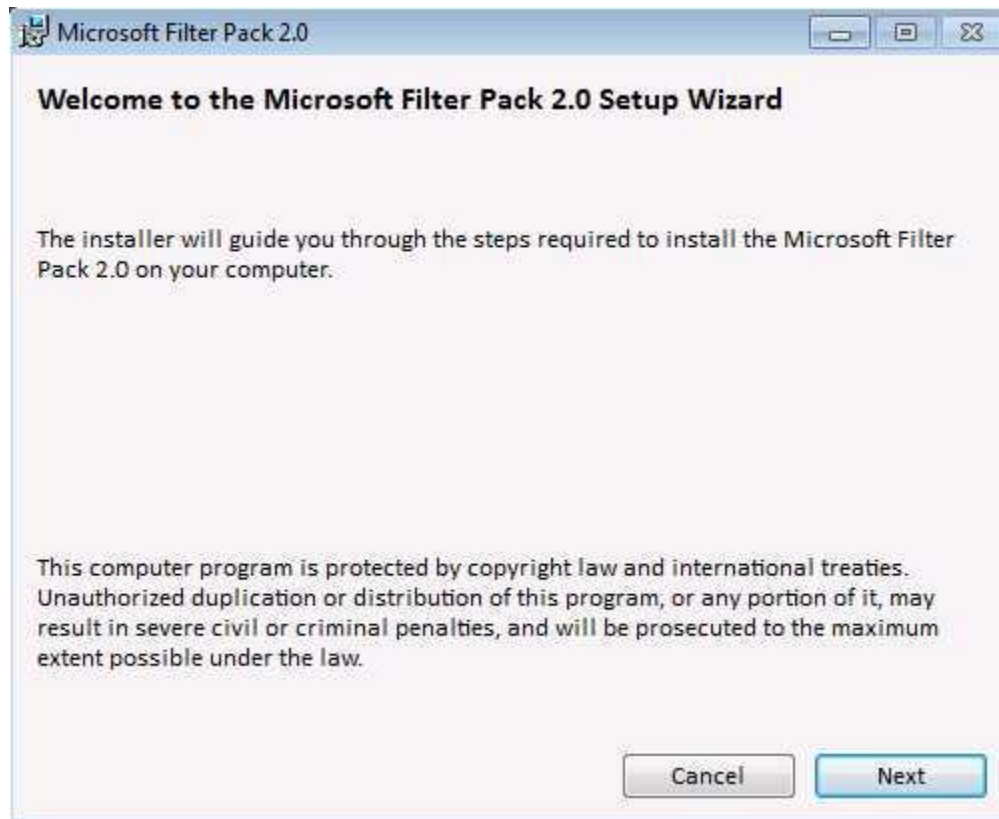 Microsoft Filter Pack 2.0
Welcome to the Microsoft Filter Pack 2.0 Setup Wizard
The installer will guide you through the steps required to install the Microsoft Filter
Pack 2.0 on your computer.
This computer program is protected by copyright law and international treaties.
Unauthorized duplication or distribution of this program, or any portion of it, may
result in severe civil or criminal penalties, and will be prosecuted to the maximum
extent possible under the law.
Cancel Next